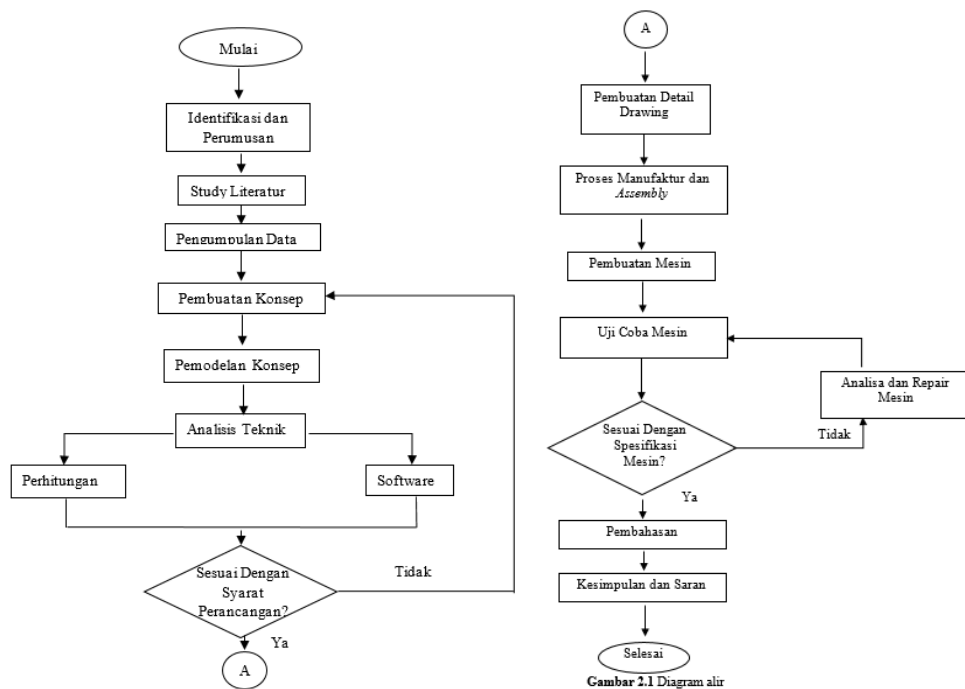 Mulai
Identifikasi dan
Perumusan
Study Literatur
Pengumpulan Data
Pembuatan Konsep
Pemodelan Konsep
Analisis Teknik
Perhitungan
Software
Sesuai Dengan
Syarat
Perancangan?
Tidak
Ya
A
A
Pembuatan Detail
Drawing
Proses Manufaktur dan
Assembly
Pembuatan Mesin
Uji Coba Mesin
Analisa dan Repair
Mesin
Sesuai Dengan
Spesifikasi
Mesin?
Tidak
Ya
Pembahasan
Kesimpulan dan Saran
Selesai
Gambar 2.1 Diagram alir